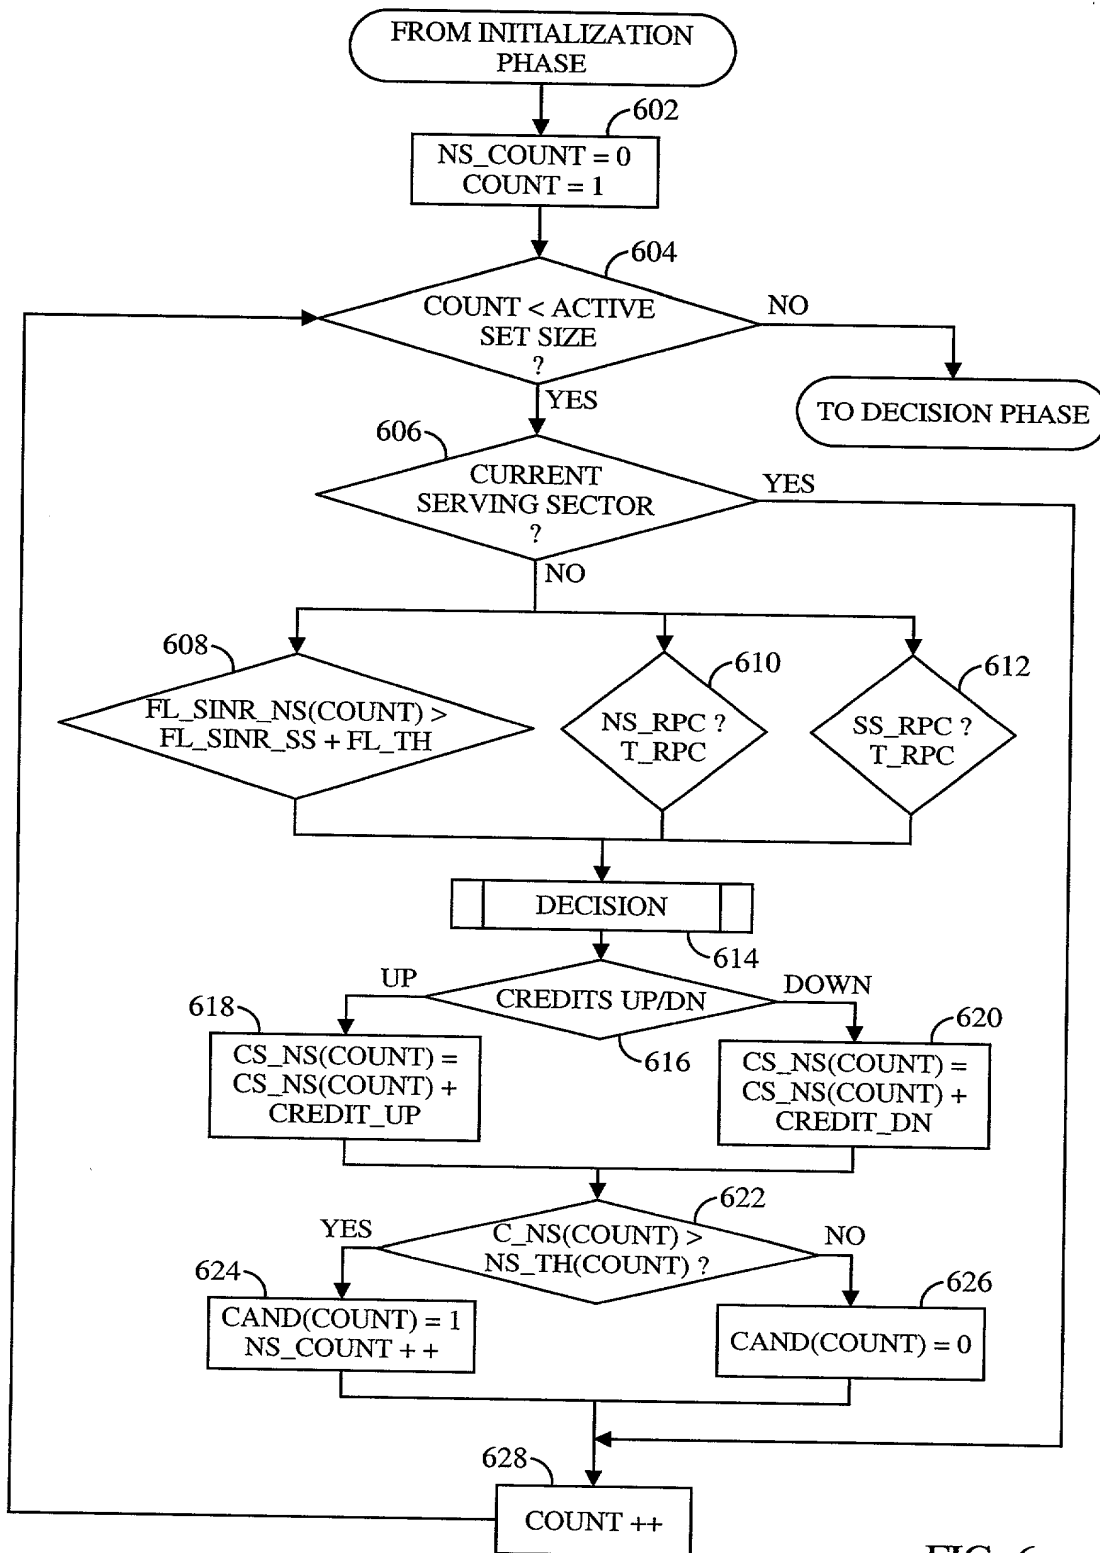 FROM INITIALIZATION
PHASE
602
NS_COUNT = 0
COUNT = 1
604
COUNT < ACTIVE
SET SIZE
?
NO
YES
TO DECISION PHASE
606
CURRENT
SERVING SECTOR
?
YES
NO
608
FL_SINR_NS(COUNT) >
FL_SINR_SS + FL_TH
610
NS_RPC ?
T_RPC
612
SS_RPC ?
T_RPC
DECISION
614
UP
CREDITS UP/DN
DOWN
616
618
CS_NS(COUNT) =
CS_NS(COUNT) +
CREDIT_UP
620
CS_NS(COUNT) =
CS_NS(COUNT) +
CREDIT_DN
622
YES
C_NS(COUNT) >
NS_TH(COUNT) ?
NO
624
CAND(COUNT) = 1
NS_COUNT + +
626
CAND(COUNT) = 0
628
COUNT ++
FIG. 6